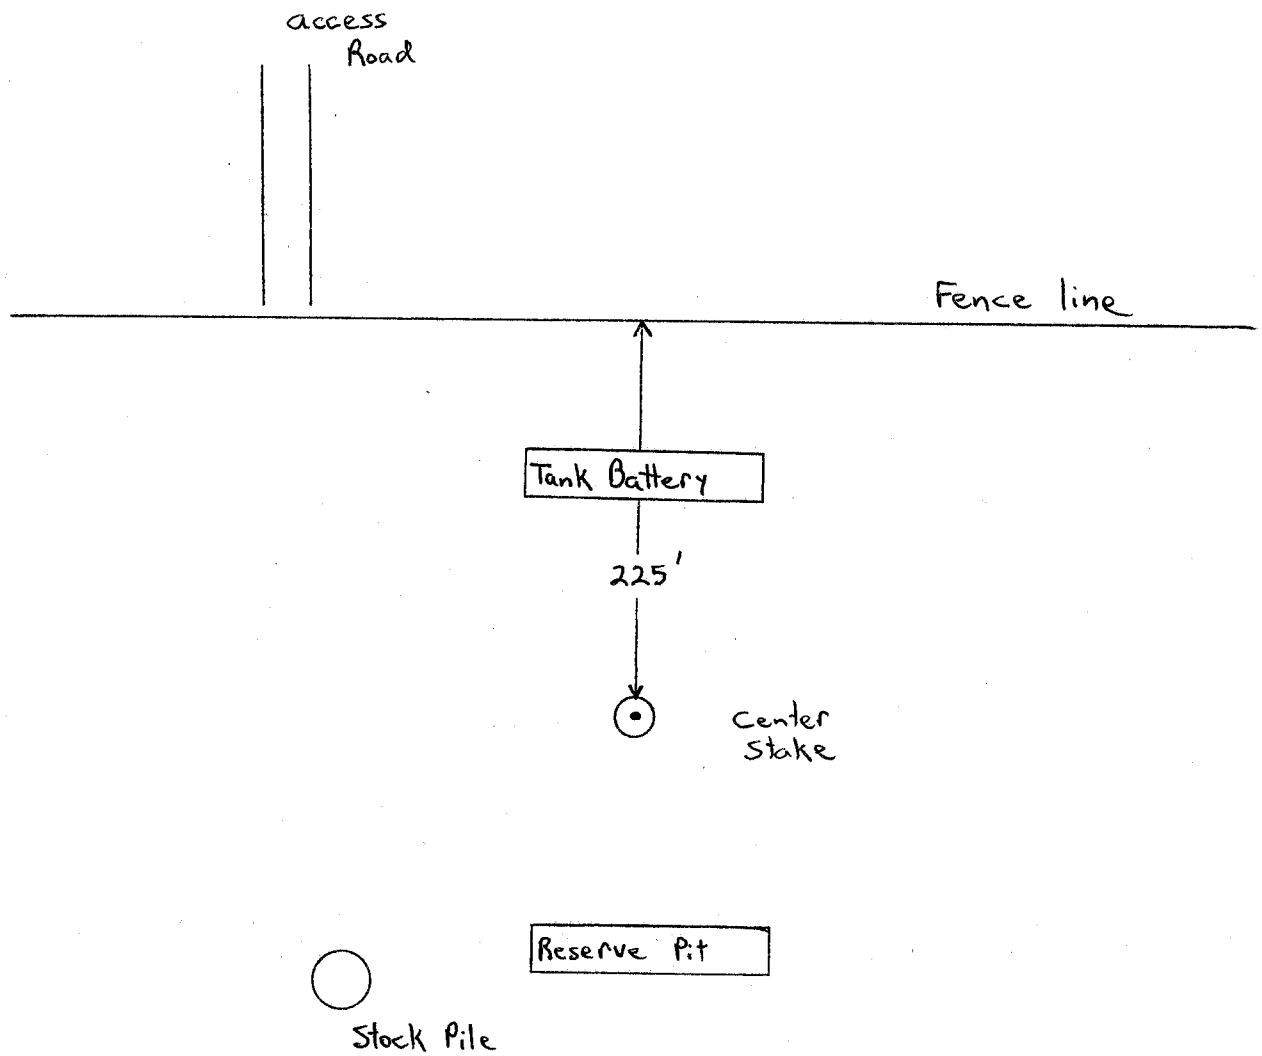 access
Road
Fence line
Tank Battery
225'
Center
Stake
Reserve Pit
Stock Pile